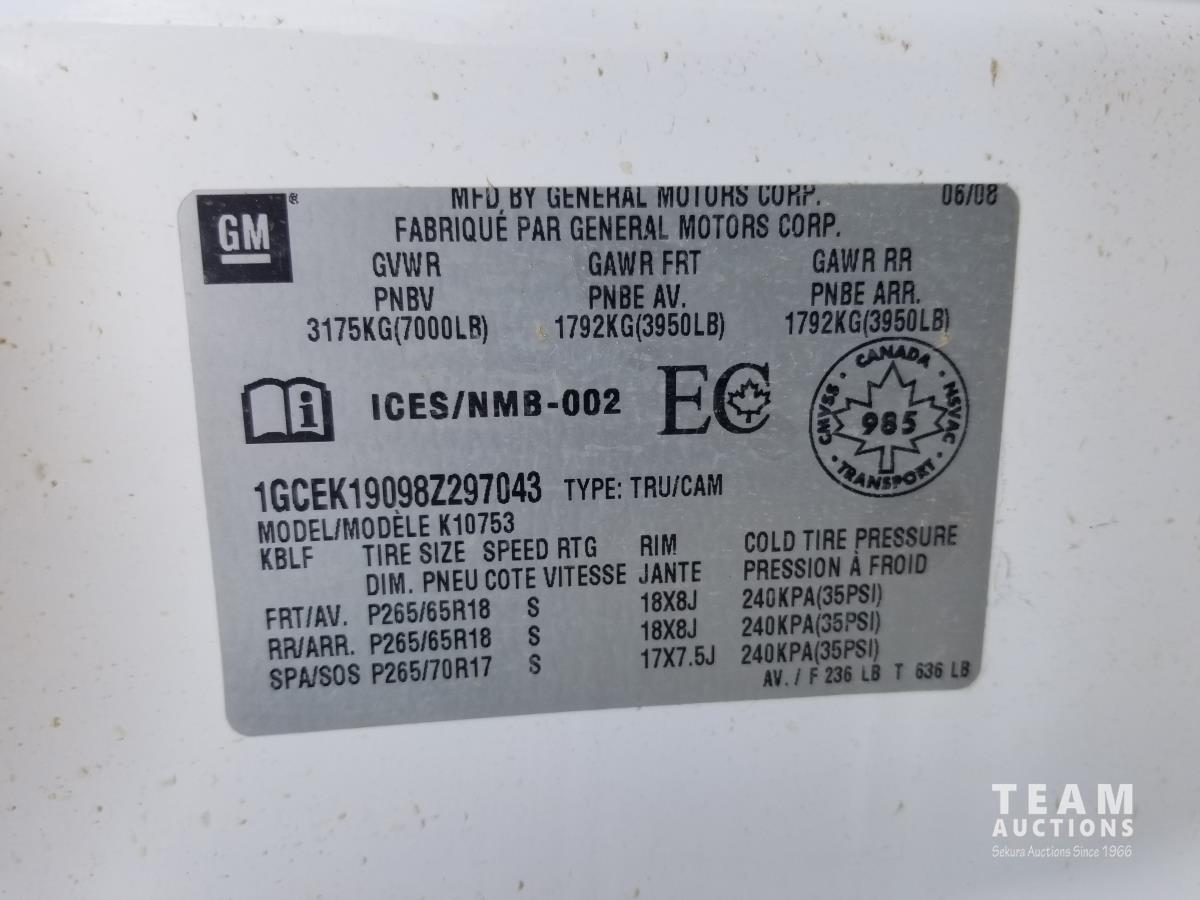 GM®
MFD BY GENERAL MOTORS CORP. 06/08
FABRIQUÉ PAR GENERAL MOTORS CORP.
GVWR GAWR FRT GAWR RR
PNBV PNBE AV. PNBE ARR.
3175KG(7000LB) 1792KG(3950LB) 1792KG(3950LB)
i ICES/NMB-002 EC
CANADA
CMVSS · 985 · NSVAC
· TRANSPORT ·
1GCEK19098Z297043 TYPE: TRU/CAM
MODEL/MODÈLE K10753
KBLF TIRE SIZE SPEED RTG RIM COLD TIRE PRESSURE
DIM. PNEU COTE VITESSE JANTE PRESSION À FROID
FRT/AV. P265/65R18 S 18X8J 240KPA(35PSI)
RR/ARR. P265/65R18 S 18X8J 240KPA(35PSI)
SPA/SOS P265/70R17 S 17X7.5J 240KPA(35PSI)
AV. / F 236 LB T 636 LB
TEAM
AUCTIONS
Sekura Auctions Since 1966